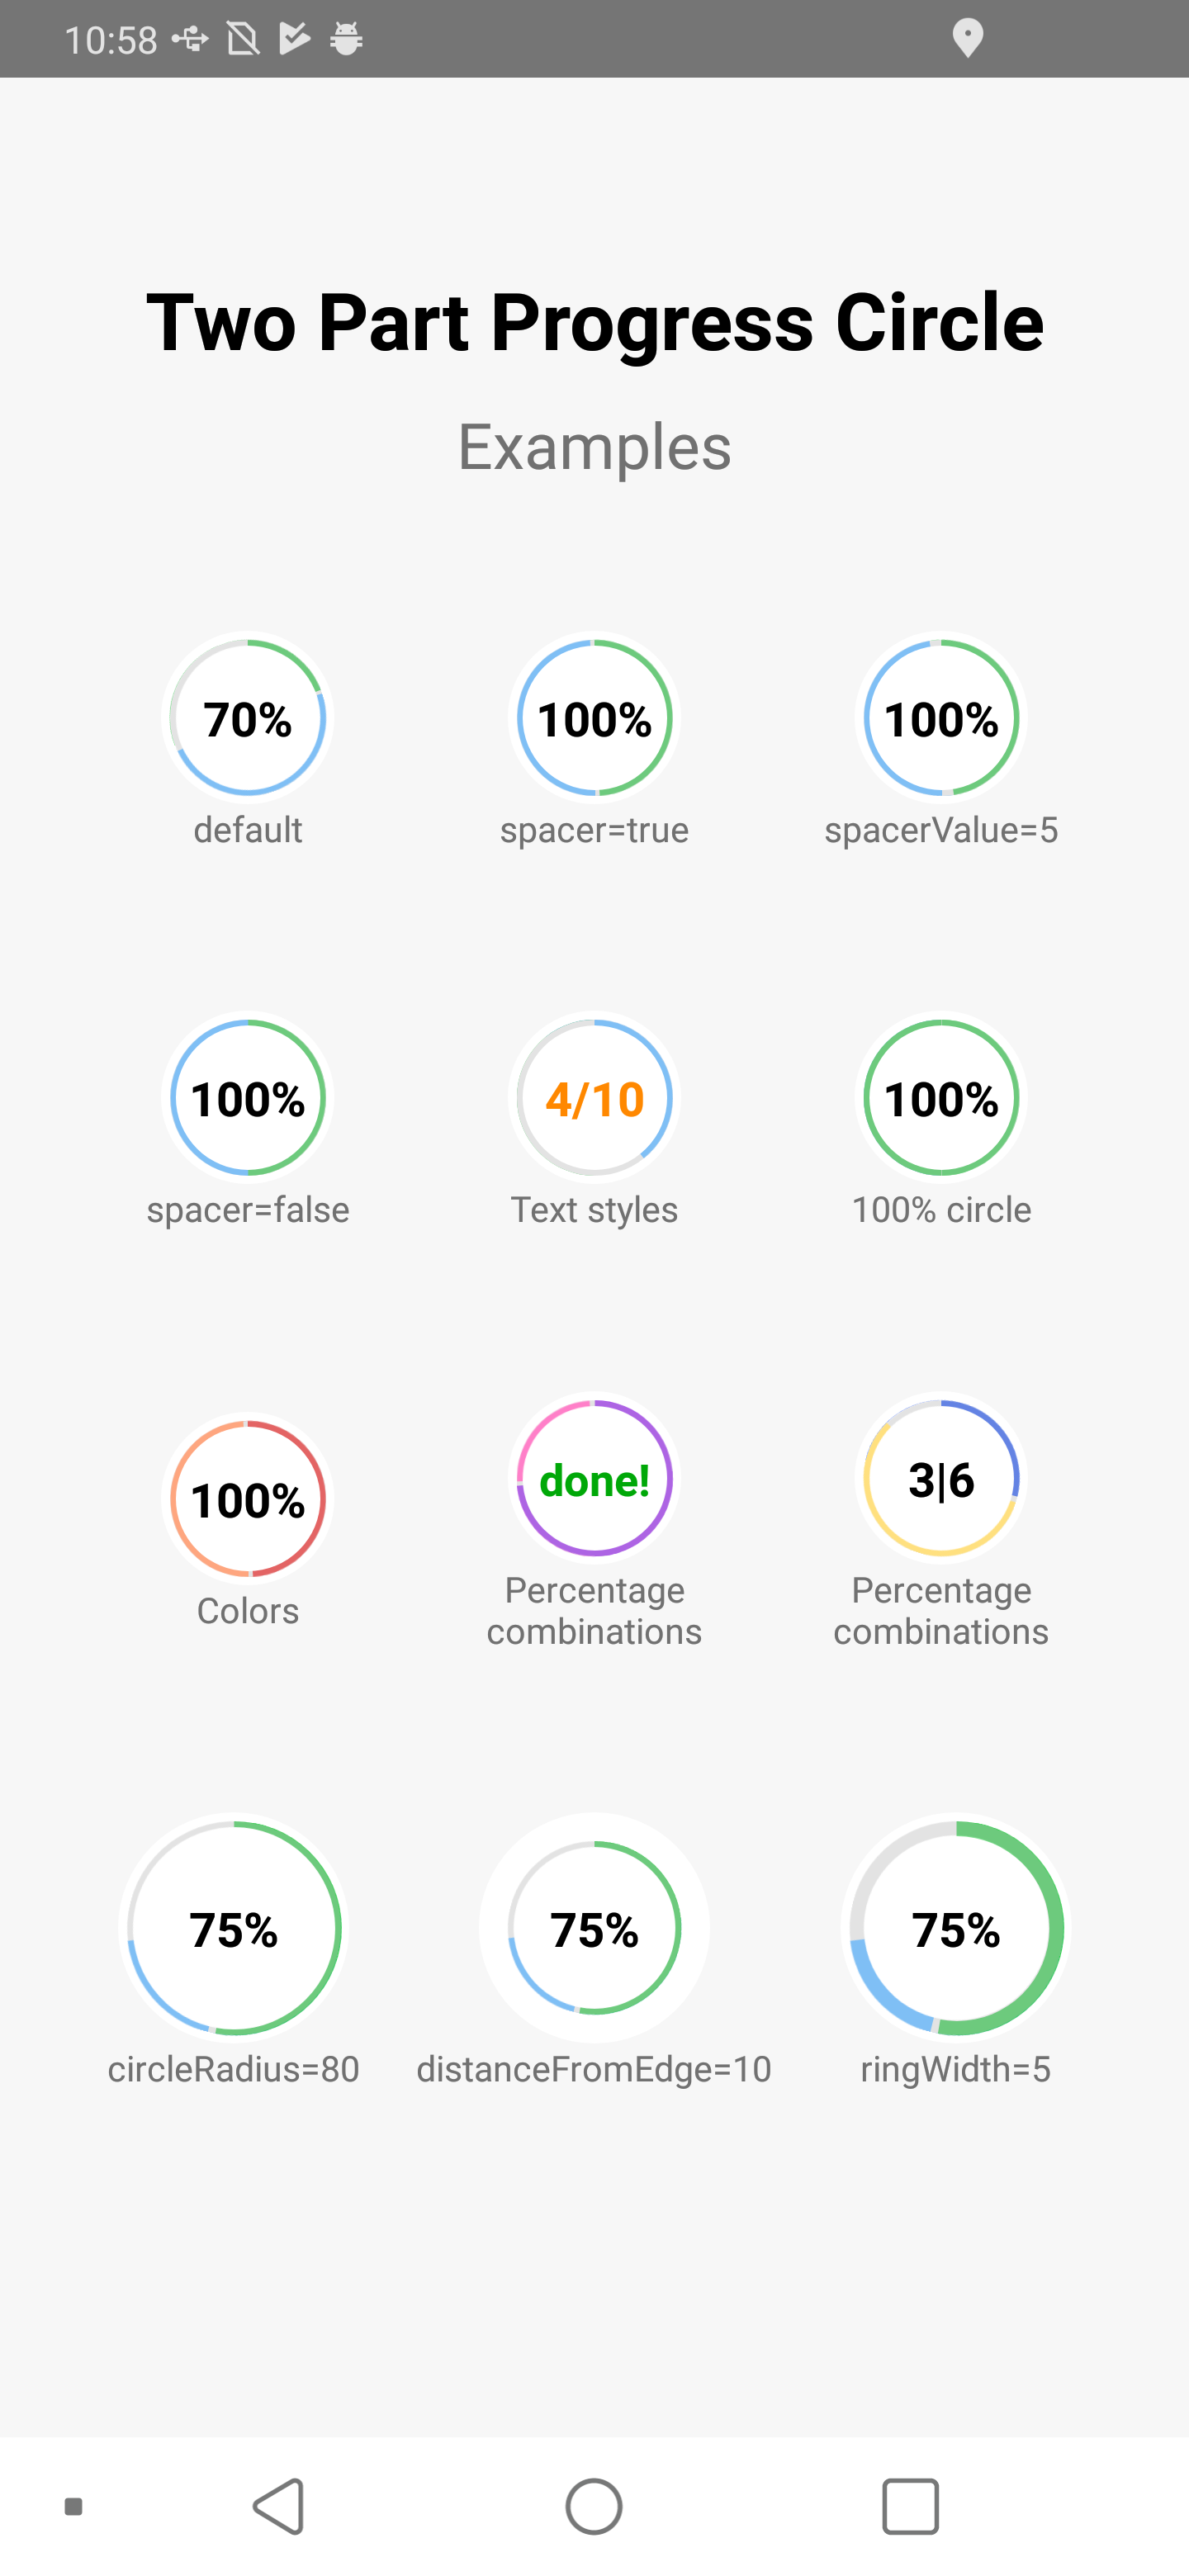 10:58
Two Part Progress Circle
Examples
70%
100%
100%
default
spacer=true
spacerValue=5
100%
4/10
100%
spacer=false
Text styles
100% circle
100%
done!
3|6
Colors
Percentage
combinations
Percentage
combinations
75%
75%
75%
circleRadius=80
distanceFromEdge=10
ringWidth=5